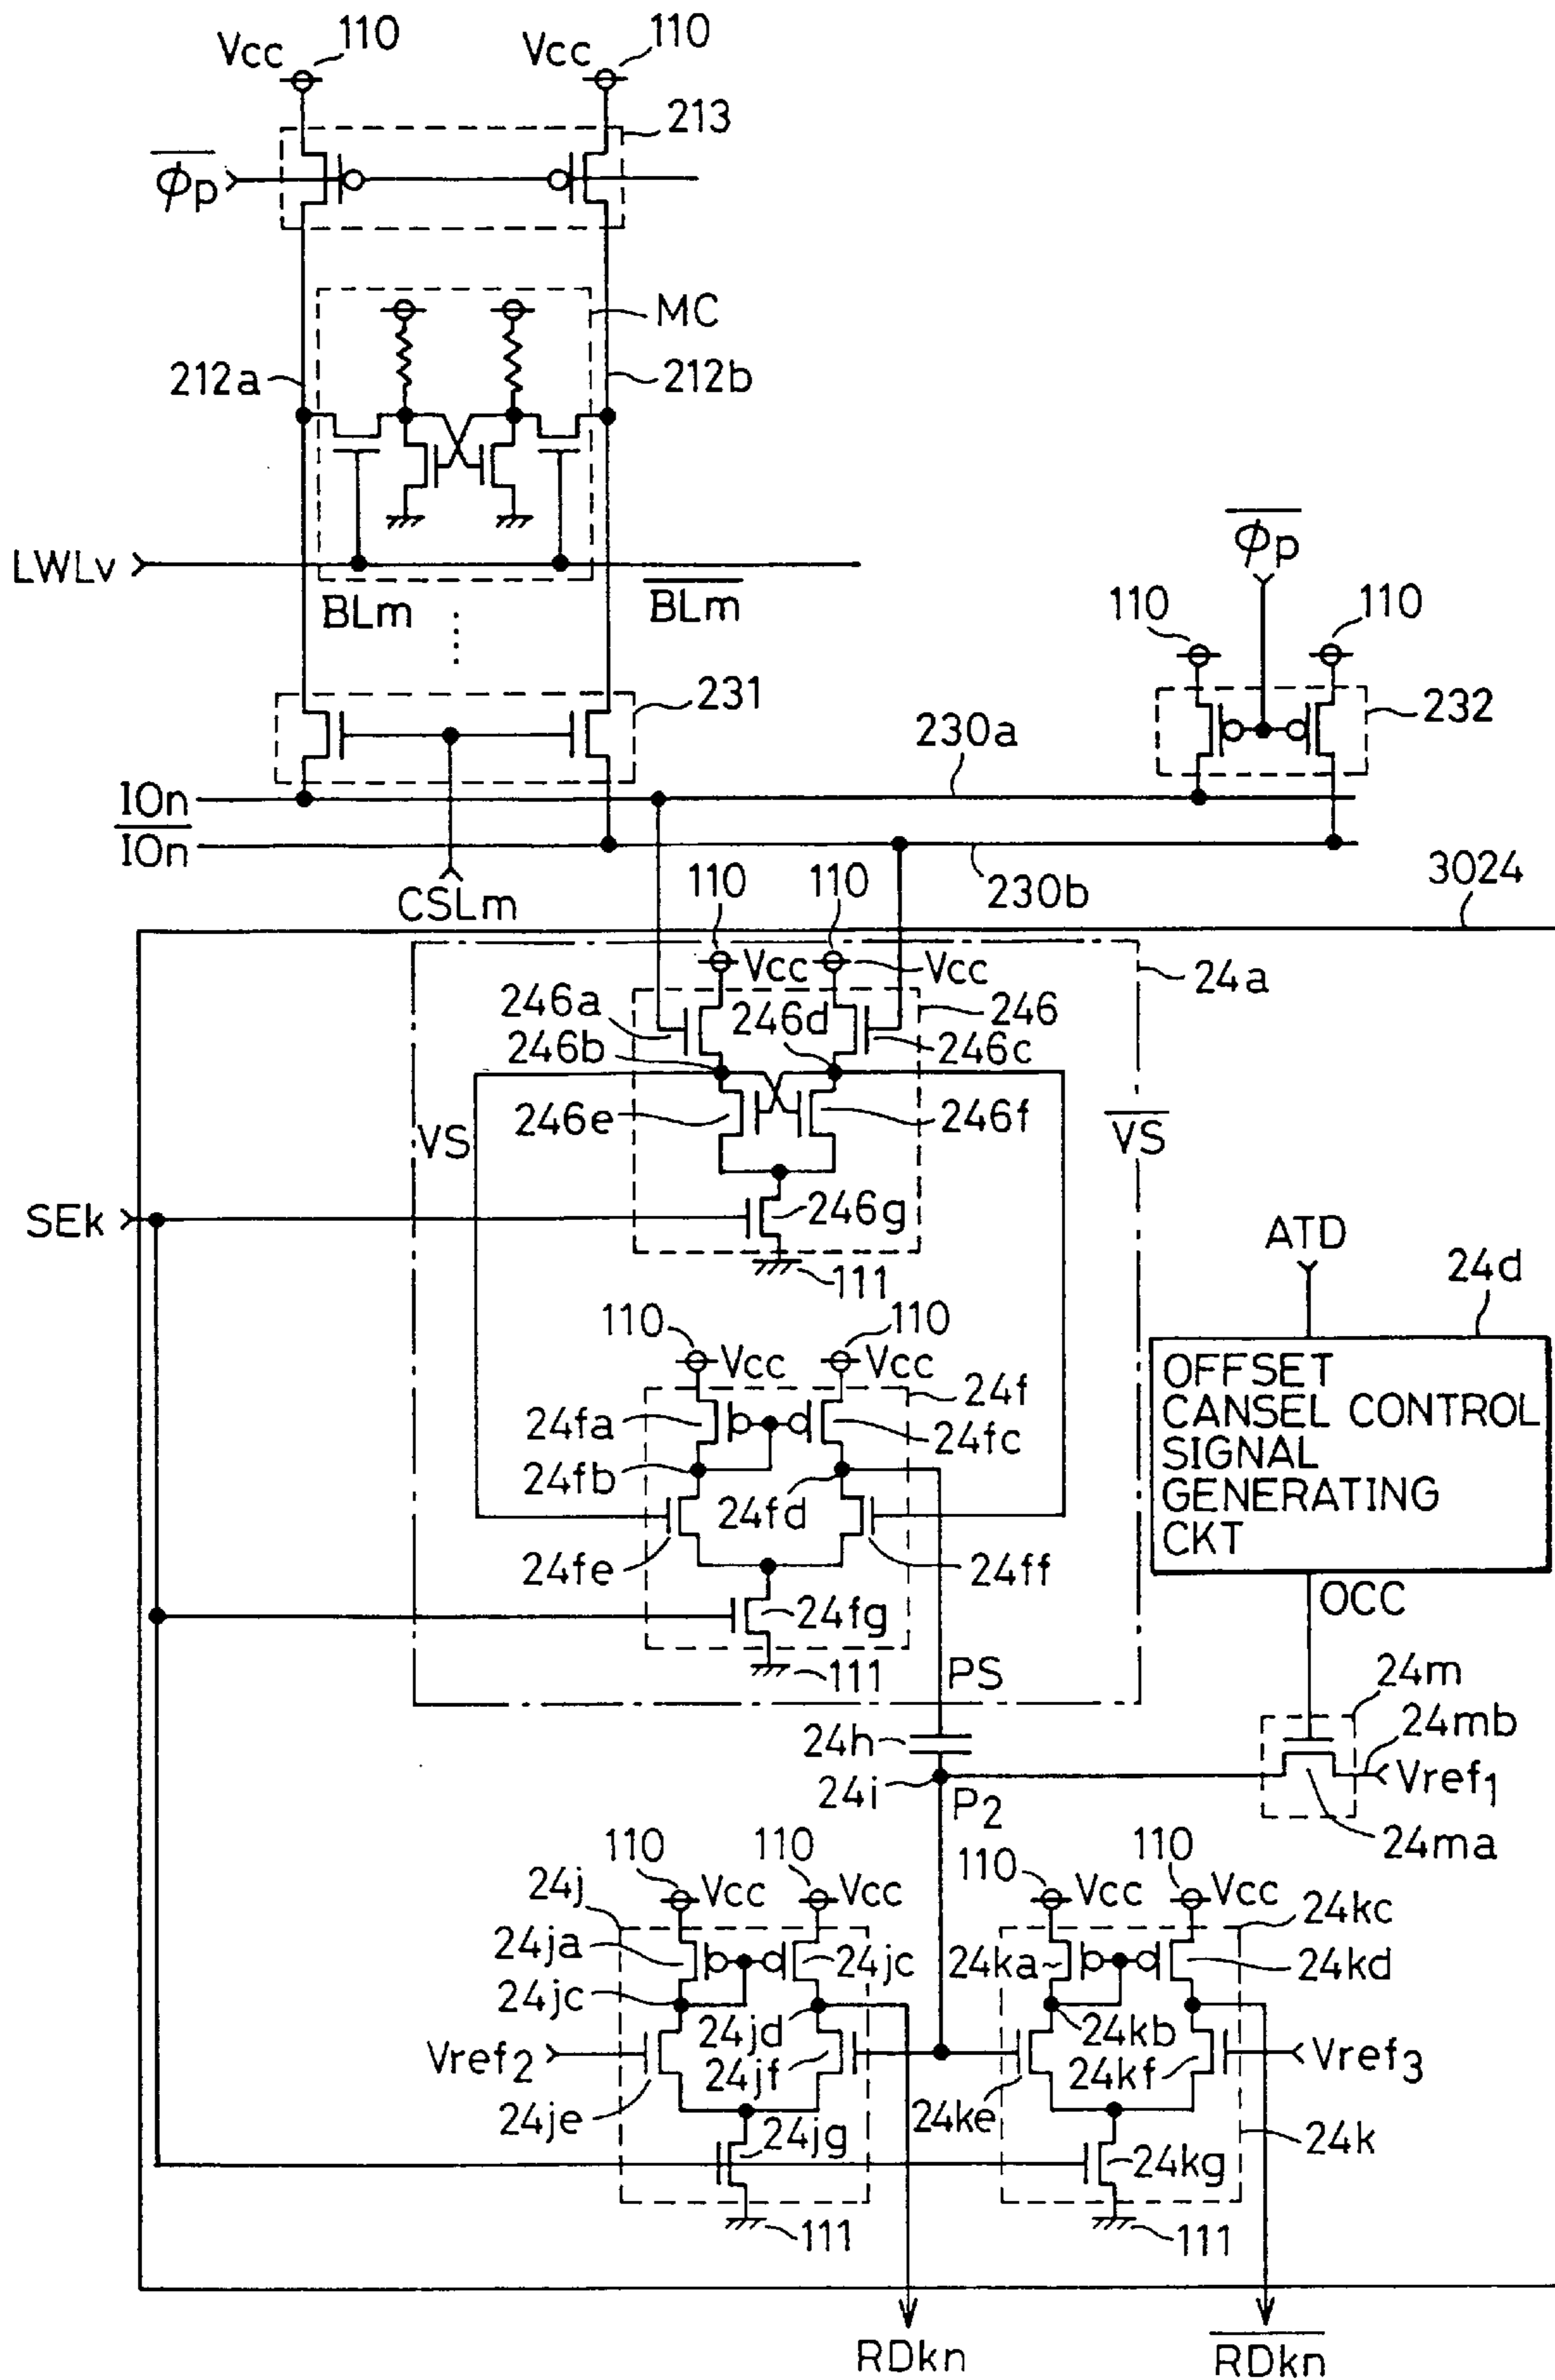 Vcc 110 Vcc 110
213
φp
MC
212a 212b
LWLv
BLm BLm
φp
110 110
231
232
230a
IOn
IOn
CSLm
110 110 230b
3024
Vcc Vcc
24a
246a 246d 246
246b 246c
246e 246f
VS VS
SEk
246g
111
ATD
24d
110 110
Vcc Vcc
OFFSET
CANSEL CONTROL
SIGNAL
GENERATING
CKT
24f
24fa 24fc
24fb 24fd
24fe 24ff
OCC
24fg
111
PS
24m
24mb
24h
Vref1
24i P2
24ma
110 110 110 110
24j Vcc Vcc Vcc Vcc 24kc
24ja 24jc 24ka 24kd
24jc 24jd 24kb
Vref2 24jf 24kf Vref3
24je 24ke
24jg 24kg 24k
111 111
RDkn RDkn